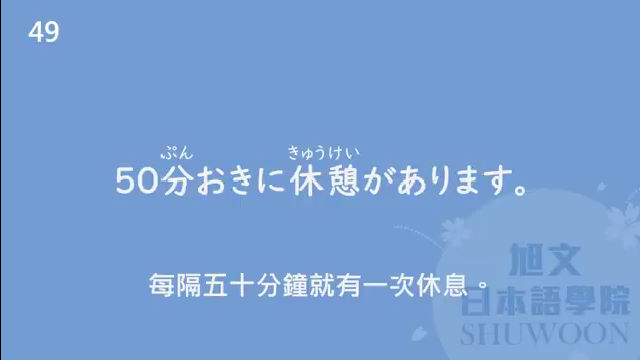 49
ぷん きゅうけい
50分おきに休憩があります。
每隔五十分鐘就有一次休息。
旭文
日本語學院
SHUWOON